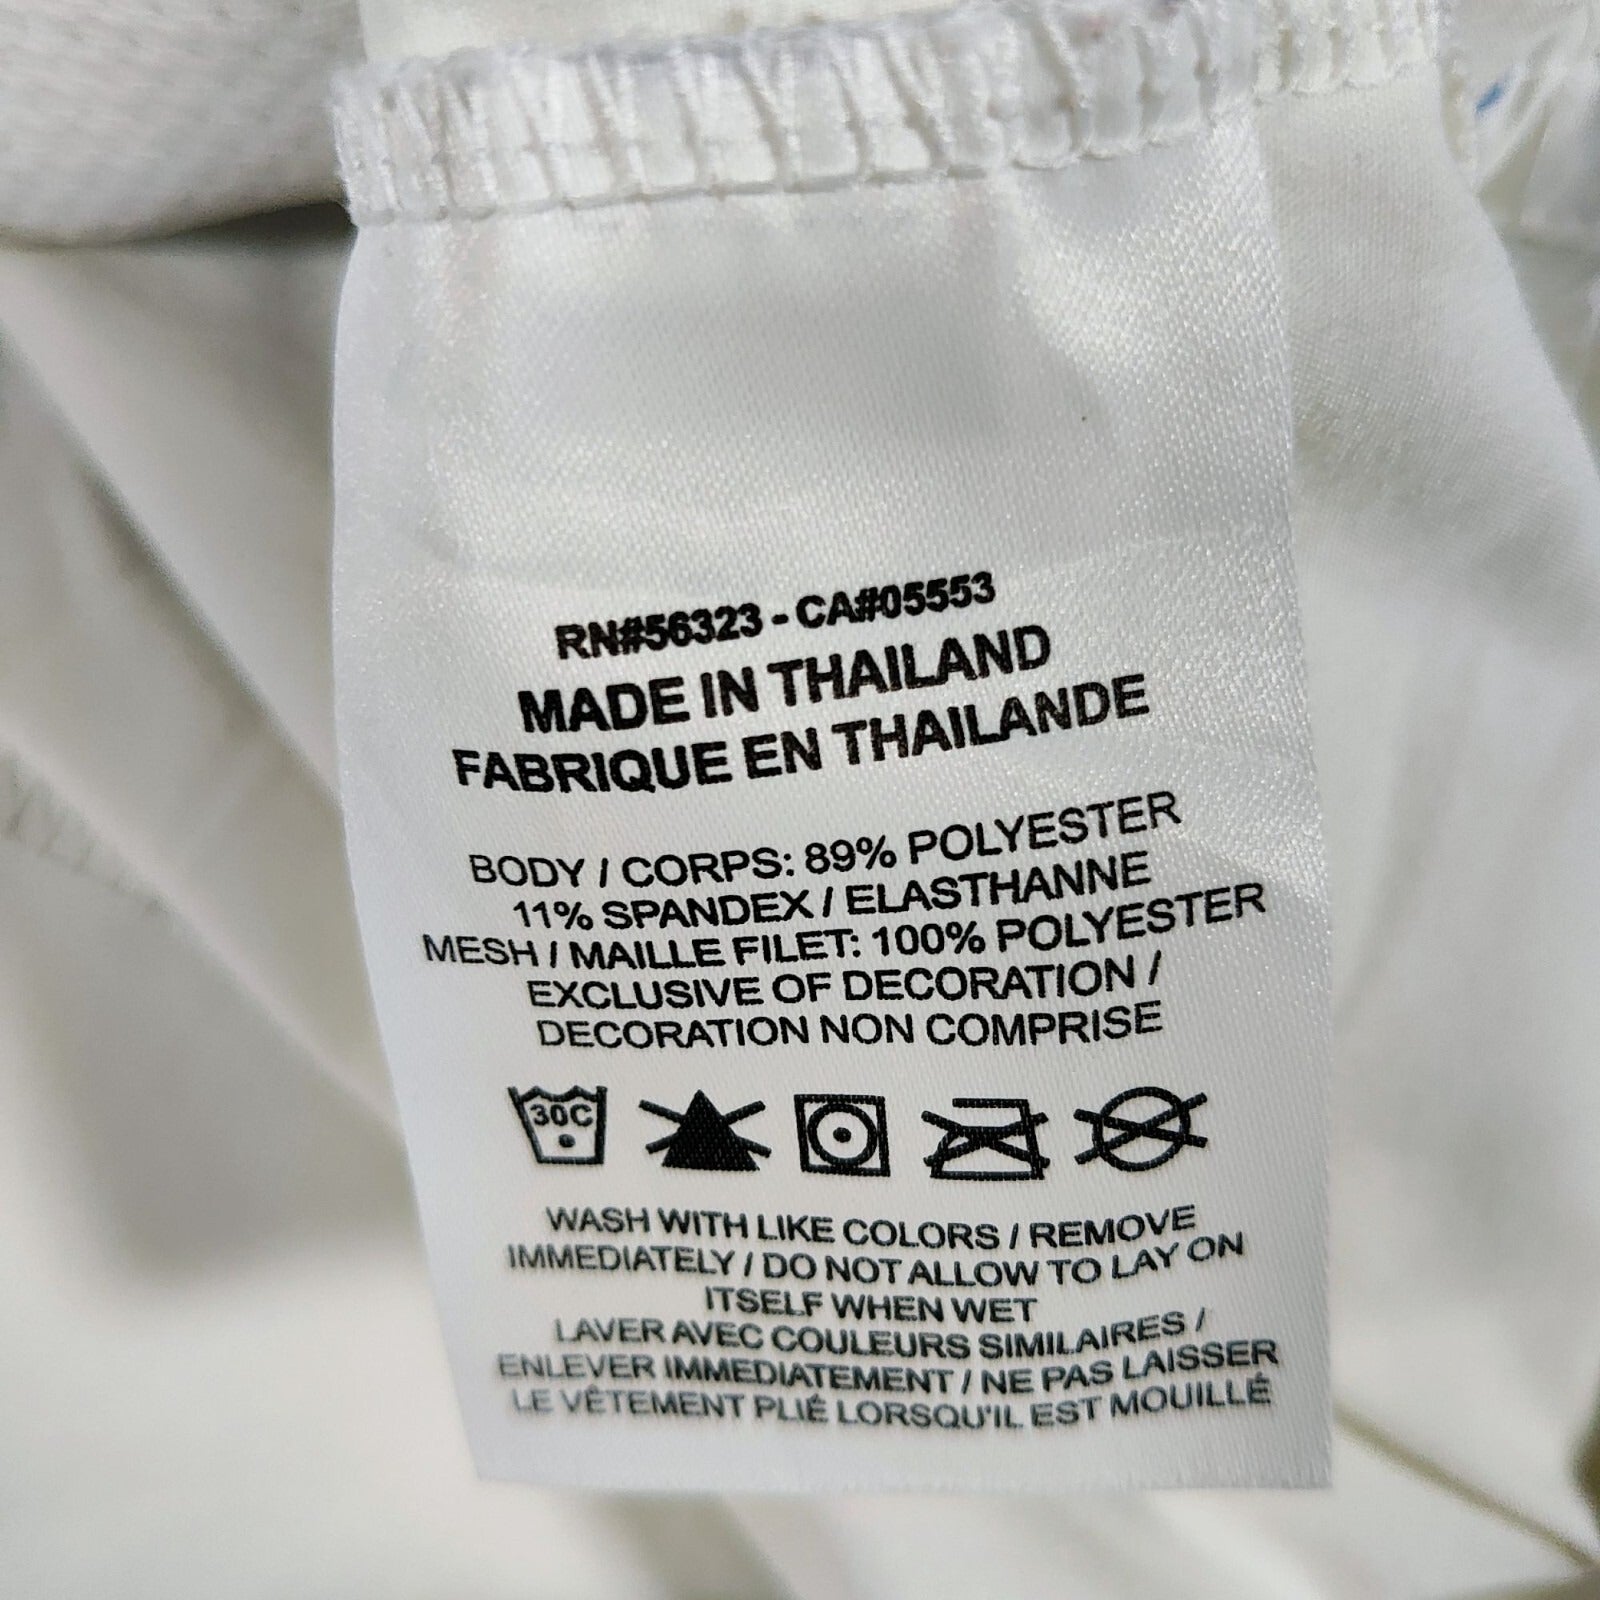 RN#56323 - CA#05553
MADE IN THAILAND
FABRIQUE EN THAILANDE
BODY / CORPS: 89% POLYESTER
11% SPANDEX / ELASTHANNE
MESH / MAILLE FILET: 100% POLYESTER
EXCLUSIVE OF DECORATION /
DECORATION NON COMPRISE
30C
WASH WITH LIKE COLORS / REMOVE
IMMEDIATELY / DO NOT ALLOW TO LAY ON
ITSELF WHEN WET
LAVER AVEC COULEURS SIMILAIRES /
ENLEVER IMMEDIATEMENT / NE PAS LAISSER
LE VÊTEMENT PLIÉ LORSQU'IL EST MOUILLÉ